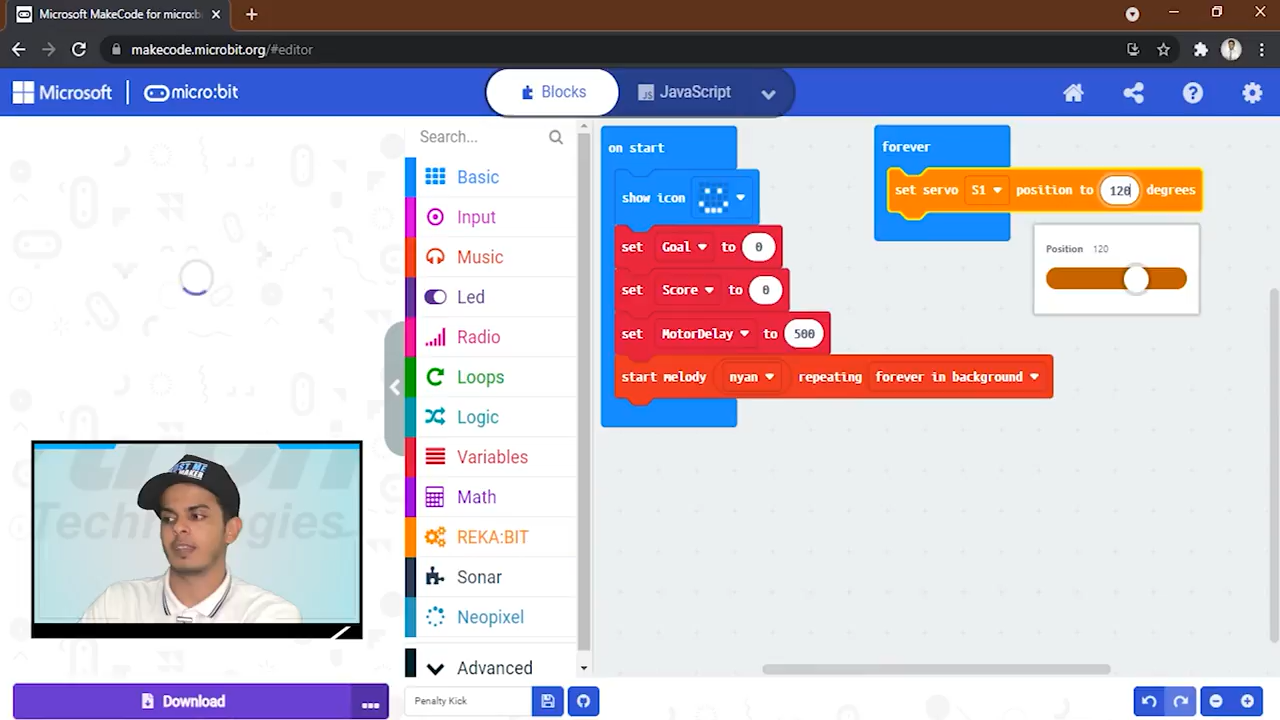 Microsoft MakeCode for micro:b
makecode.microbit.org/#editor
Microsoft
micro:bit
Blocks
JS
JavaScript
Search...
Basic
Input
Music
Led
Radio
Loops
Logic
Variables
Math
REKA:BIT
Sonar
Neopixel
Advanced
on start
show icon
set Goal to 0
set Score to 0
set MotorDelay to 500
start melody nyan repeating forever in background
forever
set servo S1 position to 120 degrees
Position 120
Technologies
MAKER
Download
Penalty Kick